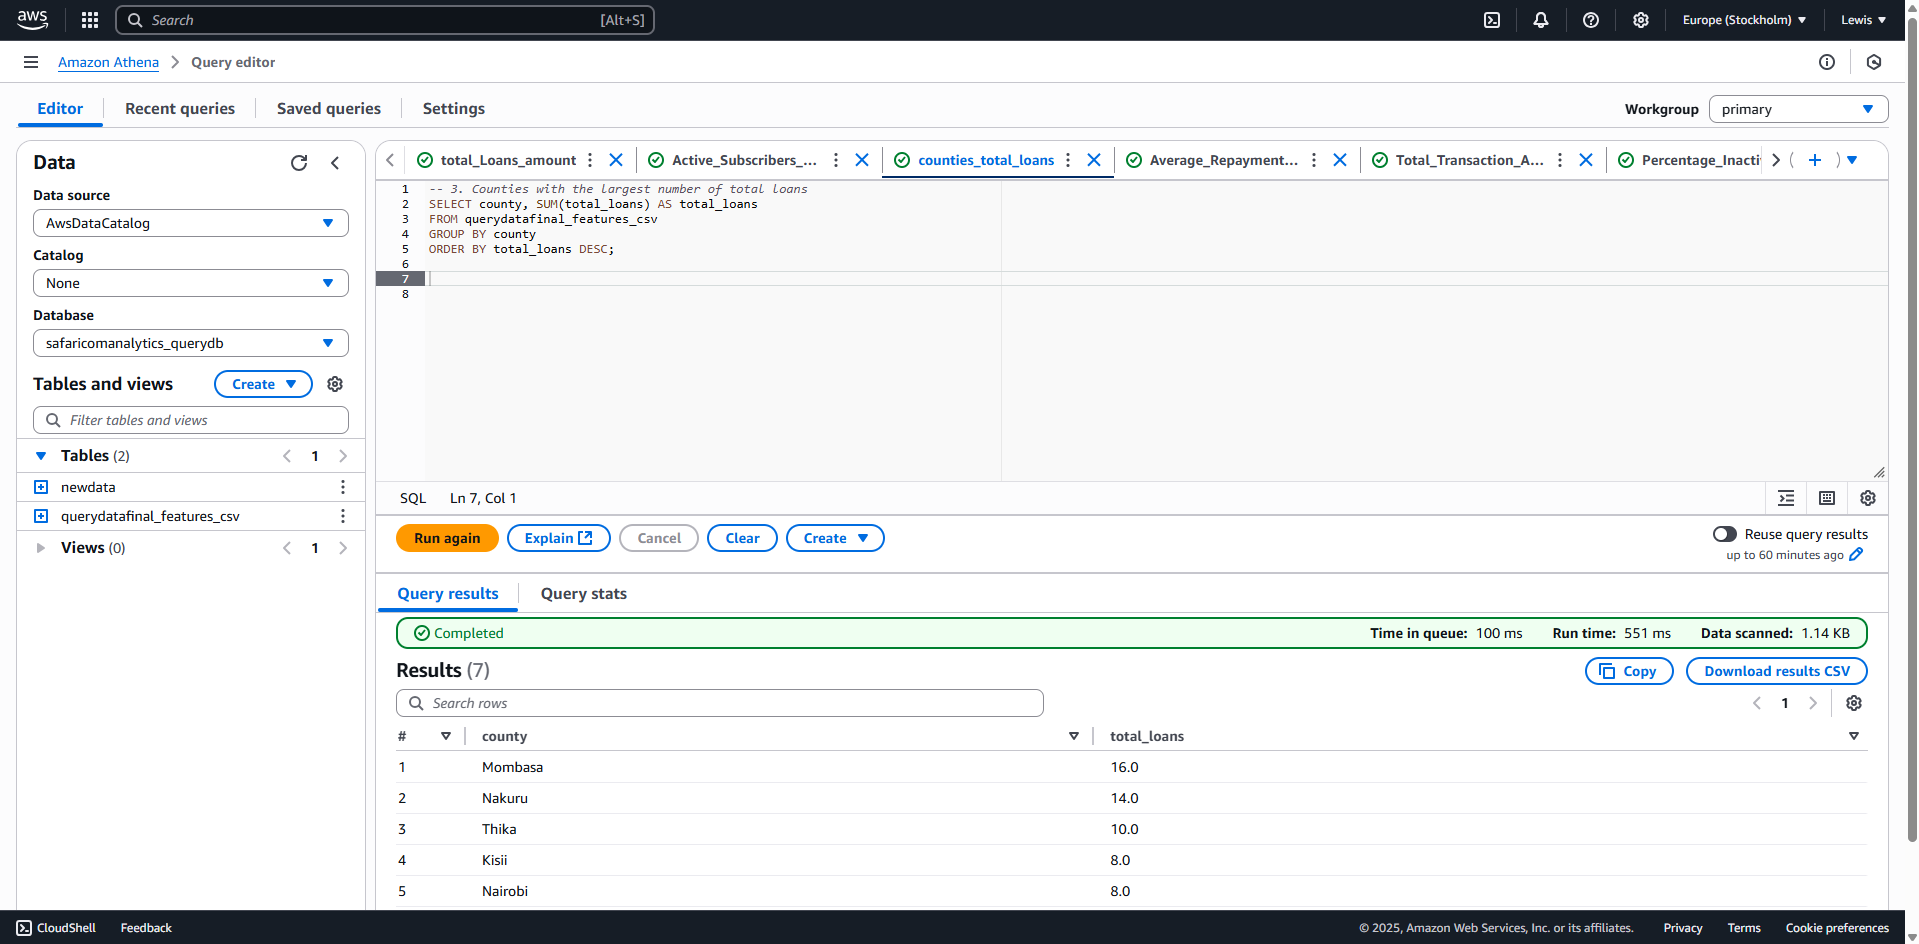 aws
Search [Alt+S]
Europe (Stockholm)
Lewis
Amazon Athena
Query editor
Editor
Recent queries
Saved queries
Settings
Workgroup
primary
Data
Data source
AwsDataCatalog
Catalog
None
Database
safaricomanalytics_querydb
Tables and views
Create
Filter tables and views
Tables (2)
1
newdata
querydatafinal_features_csv
Views (0)
1
total_Loans_amount
Active_Subscribers_...
counties_total_loans
Average_Repayment...
Total_Transaction_A...
Percentage_Inacti
1 -- 3. Counties with the largest number of total loans
2 SELECT county, SUM(total_loans) AS total_loans
3 FROM querydatafinal_features_csv
4 GROUP BY county
5 ORDER BY total_loans DESC;
6
7
8
SQL
Ln 7, Col 1
Run again
Explain
Cancel
Clear
Create
Reuse query results
up to 60 minutes ago
Query results
Query stats
Completed
Time in queue: 100 ms
Run time: 551 ms
Data scanned: 1.14 KB
Results (7)
Copy
Download results CSV
Search rows
1
# county total_loans
1 Mombasa 16.0
2 Nakuru 14.0
3 Thika 10.0
4 Kisii 8.0
5 Nairobi 8.0
CloudShell
Feedback
© 2025, Amazon Web Services, Inc. or its affiliates.
Privacy
Terms
Cookie preferences